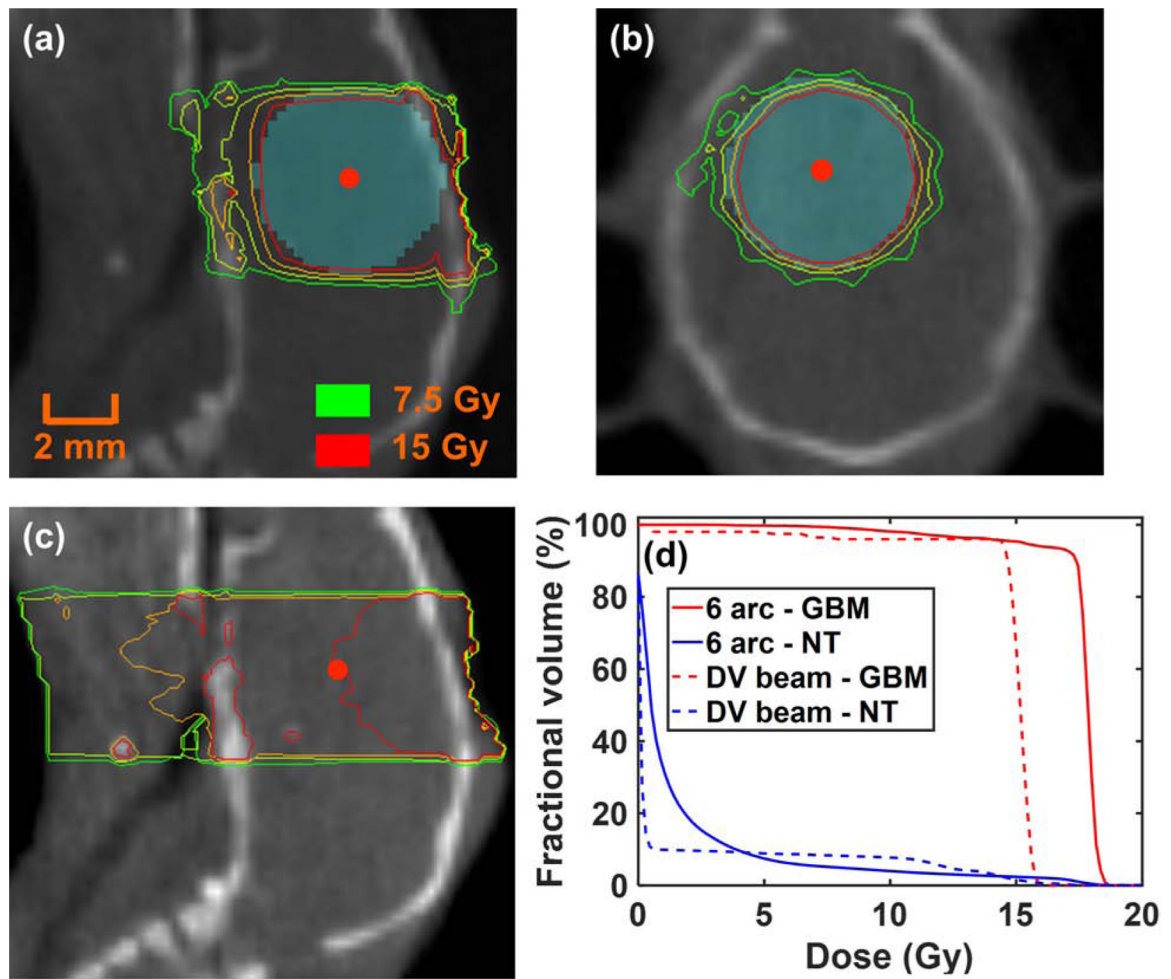 (a)
7.5 Gy
2 mm
15 Gy
(b)
(c)
(d)
Fractional volume (%)
100
80
60
40
20
0
6 arc - GBM
6 arc - NT
DV beam - GBM
DV beam - NT
0 5 10 15 20
Dose (Gy)